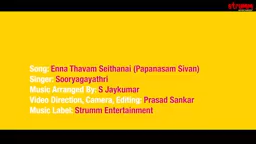 strumm
Song: Enna Thavam Seithanai (Papanasam Sivan)
Singer: Sooryagayathri
Music Arranged By: S Jaykumar
Video Direction, Camera, Editing: Prasad Sankar
Music Label: Strumm Entertainment